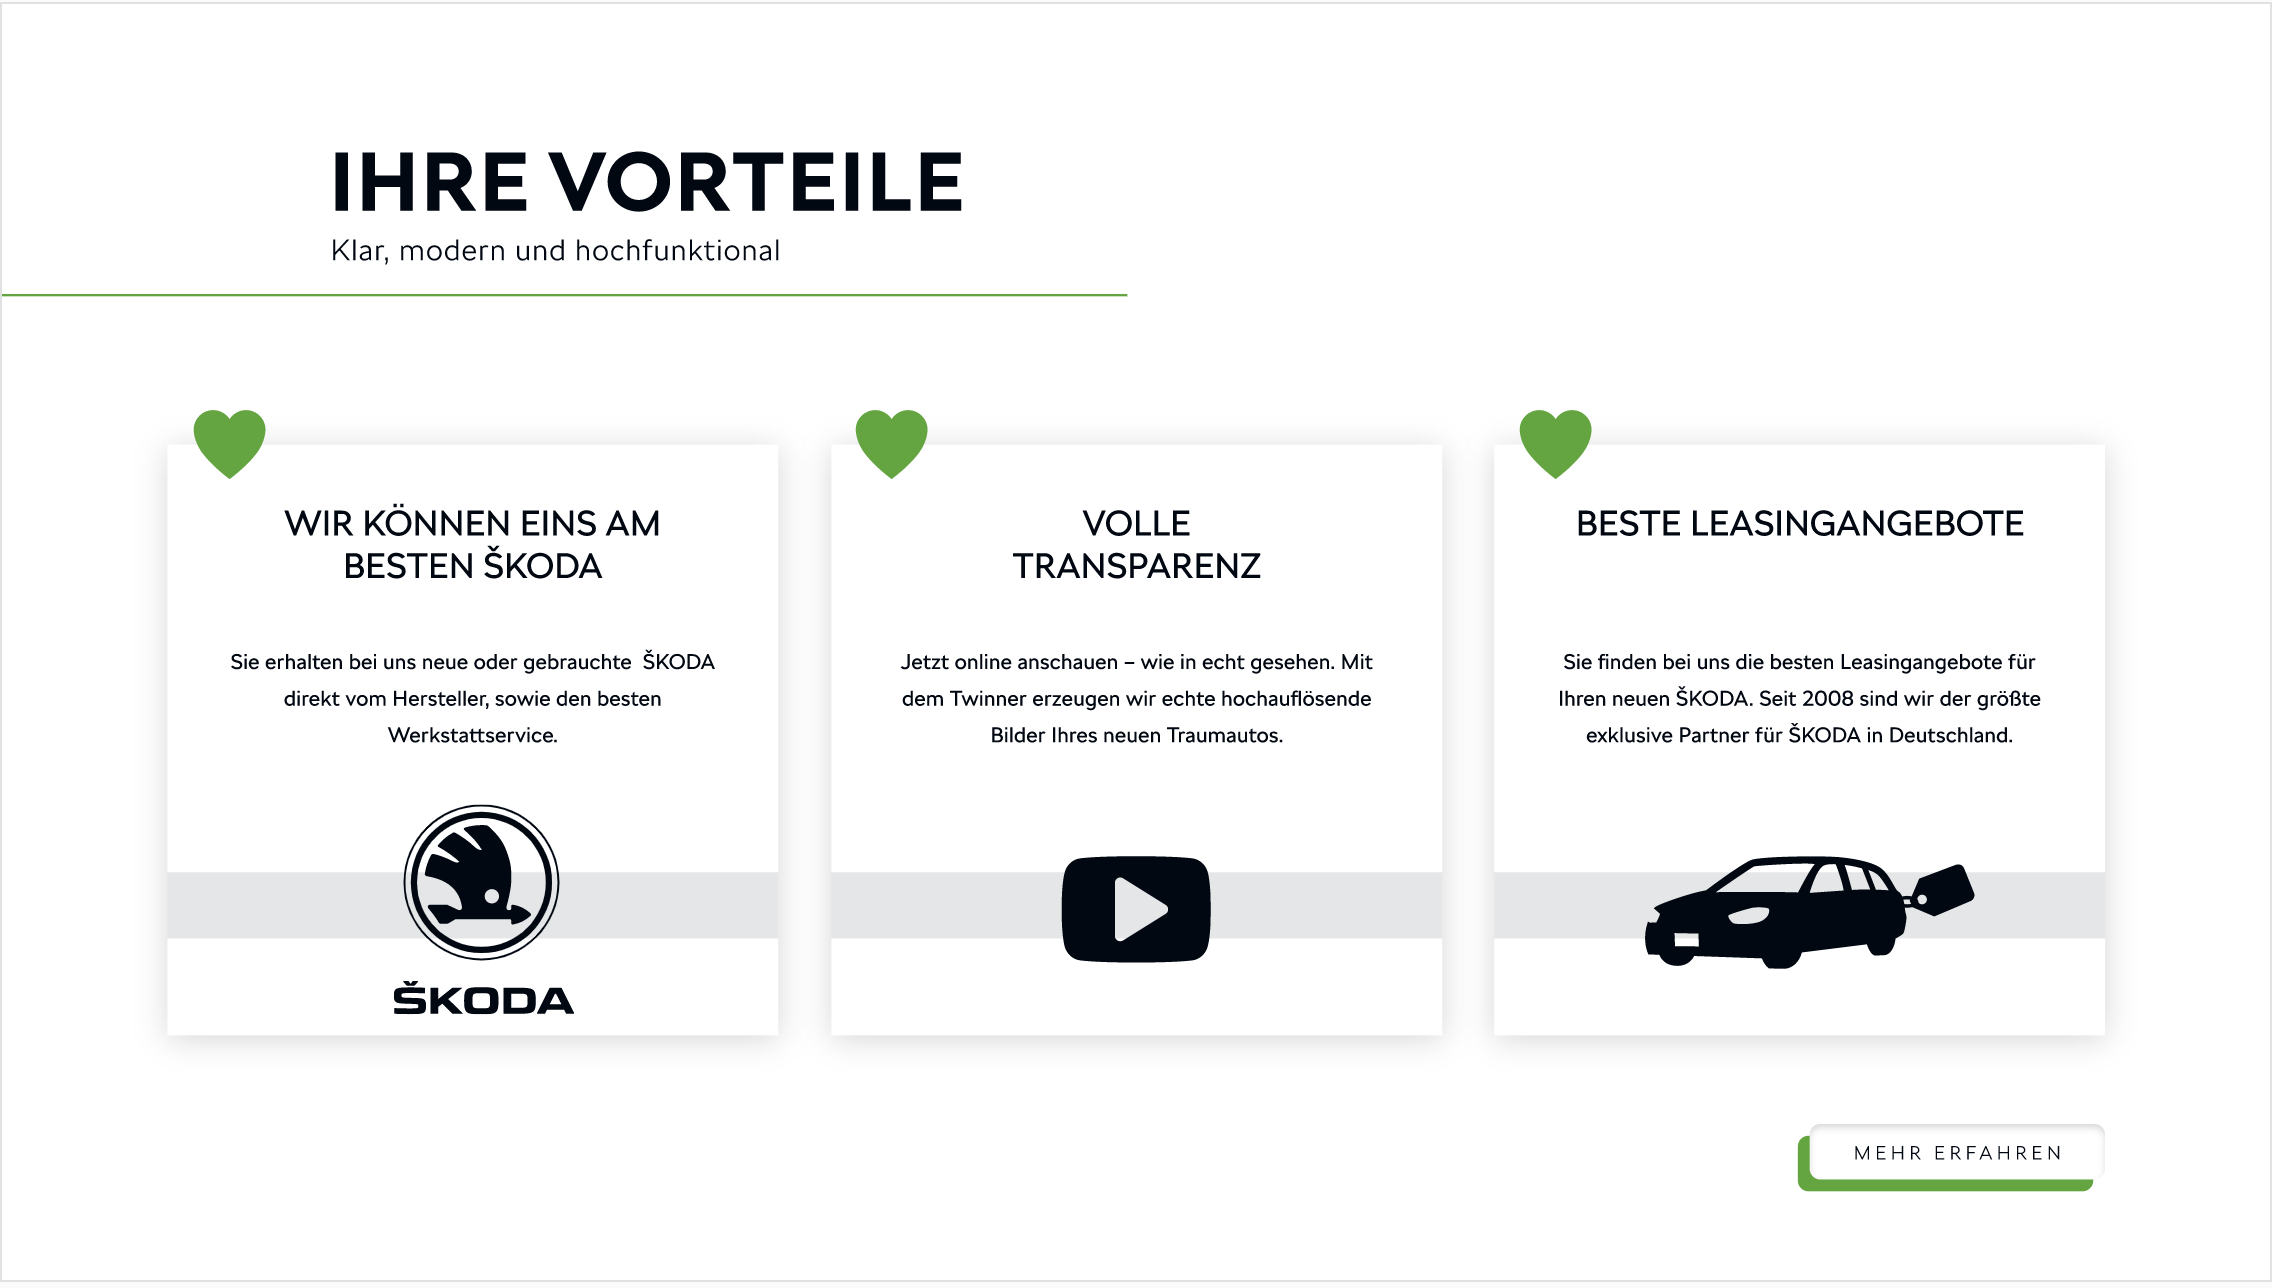 IHRE VORTEILE
Klar, modern und hochfunktional
WIR KÖNNEN EINS AM
BESTEN ŠKODA
Sie erhalten bei uns neue oder gebrauchte  ŠKODA
direkt vom Hersteller, sowie den besten
Werkstattservice.
ŠKODA
VOLLE
TRANSPARENZ
Jetzt online anschauen – wie in echt gesehen. Mit
dem Twinner erzeugen wir echte hochauflösende
Bilder Ihres neuen Traumautos.
BESTE LEASINGANGEBOTE
Sie finden bei uns die besten Leasingangebote für
Ihren neuen ŠKODA. Seit 2008 sind wir der größte
exklusive Partner für ŠKODA in Deutschland.
MEHR ERFAHREN